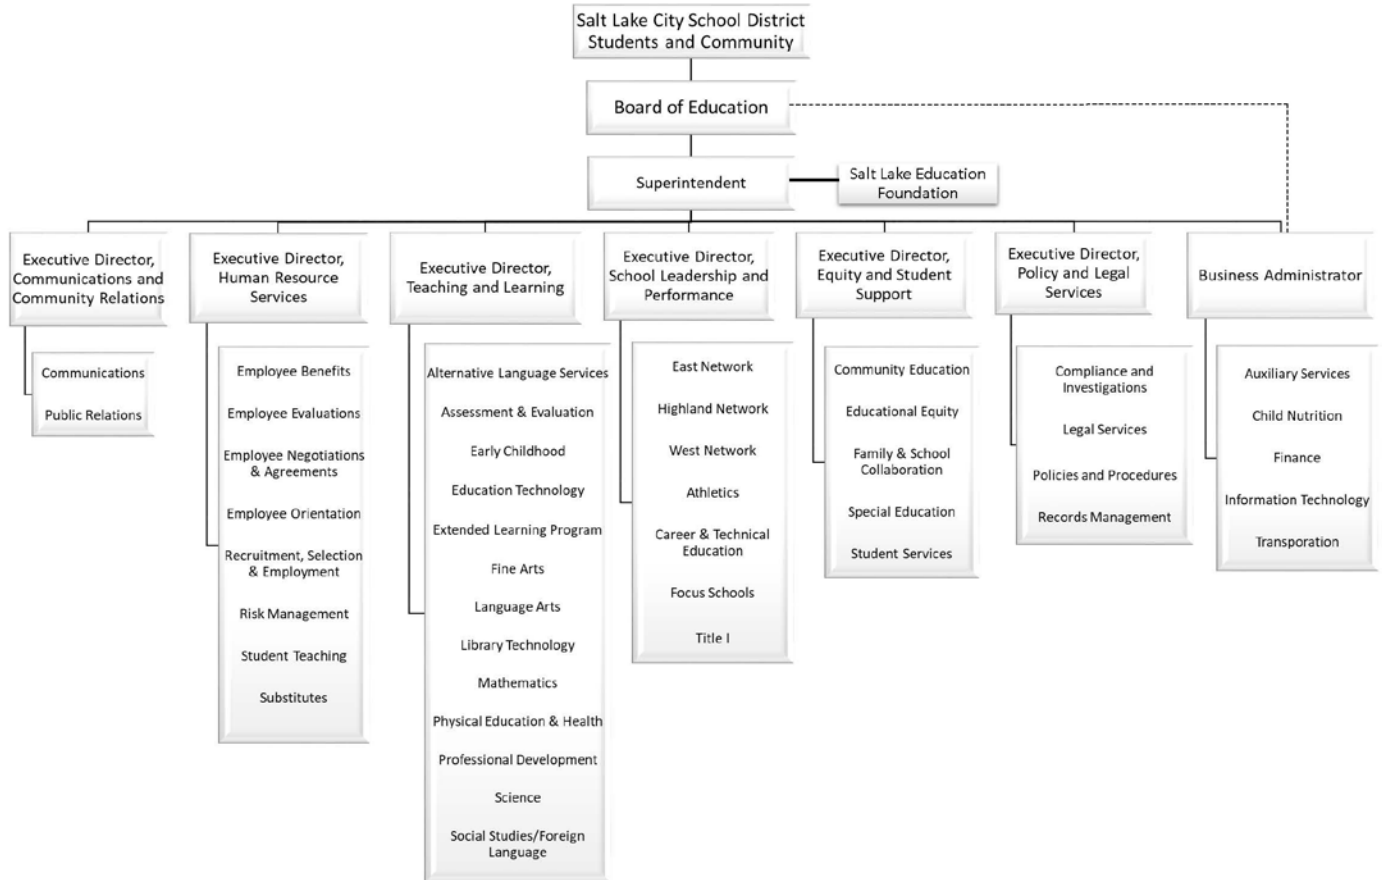 Salt Lake City School District
Students and Community
Board of Education
Superintendent
Salt Lake Education
Foundation
Executive Director,
Communications and
Community Relations
Executive Director,
Human Resource
Services
Executive Director,
Teaching and Learning
Executive Director,
School Leadership and
Performance
Executive Director,
Equity and Student
Support
Executive Director,
Policy and Legal
Services
Business Administrator
Communications
Public Relations
Employee Benefits
Employee Evaluations
Employee Negotiations
& Agreements
Employee Orientation
Recruitment, Selection
& Employment
Risk Management
Student Teaching
Substitutes
Alternative Language Services
Assessment & Evaluation
Early Childhood
Education Technology
Extended Learning Program
Fine Arts
Language Arts
Library Technology
Mathematics
Physical Education & Health
Professional Development
Science
Social Studies/Foreign
Language
East Network
Highland Network
West Network
Athletics
Career & Technical
Education
Focus Schools
Title I
Community Education
Educational Equity
Family & School
Collaboration
Special Education
Student Services
Compliance and
Investigations
Legal Services
Policies and Procedures
Records Management
Auxiliary Services
Child Nutrition
Finance
Information Technology
Transporation